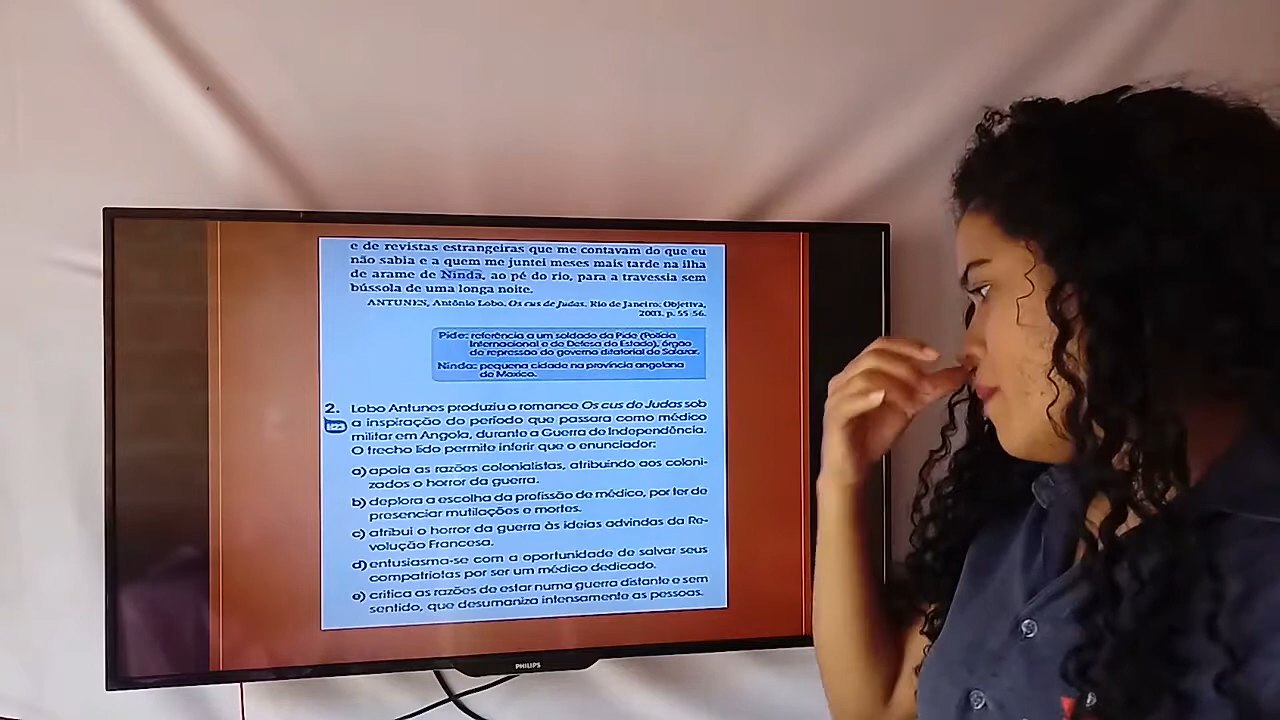 e de revistas estrangeiras que me contavam do que eu
não sabia e a quem me juntei meses mais tarde na ilha
de arame de Ninda, ao pé do rio, para a travessia sem
bússola de uma longa noite.
ANTUNES, Antônio Lobo. Os cus de Judas. Rio de Janeiro: Objetiva,
2003. p. 55-56.
Pide: referência a um soldado da Pide (Polícia
Internacional e de Defesa do Estado), órgão
de repressão do governo ditatorial de Salazar.
Ninda: pequena cidade na província angolana
de Moxico.
2. Lobo Antunes produziu o romance Os cus de Judas sob
a inspiração do período que passara como médico
militar em Angola, durante a Guerra de Independência.
O trecho lido permite inferir que o enunciador:
a) apoia as razões colonialistas, atribuindo aos coloni-
zados o horror da guerra.
b) deplora a escolha da profissão de médico, por ter de
presenciar mutilações e mortes.
c) atribui o horror da guerra às ideias advindas da Re-
volução Francesa.
d) entusiasma-se com a oportunidade de salvar seus
compatriotas por ser um médico dedicado.
e) critica as razões de estar numa guerra distante e sem
sentido, que desumaniza intensamente as pessoas.
PHILIPS